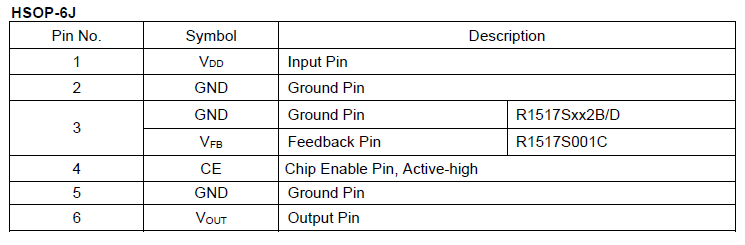 HSOP-6J
Pin No. Symbol Description
1 VDD Input Pin
2 GND Ground Pin
3 GND Ground Pin R1517Sxx2B/D
VFB Feedback Pin R1517S001C
4 CE Chip Enable Pin, Active-high
5 GND Ground Pin
6 VOUT Output Pin